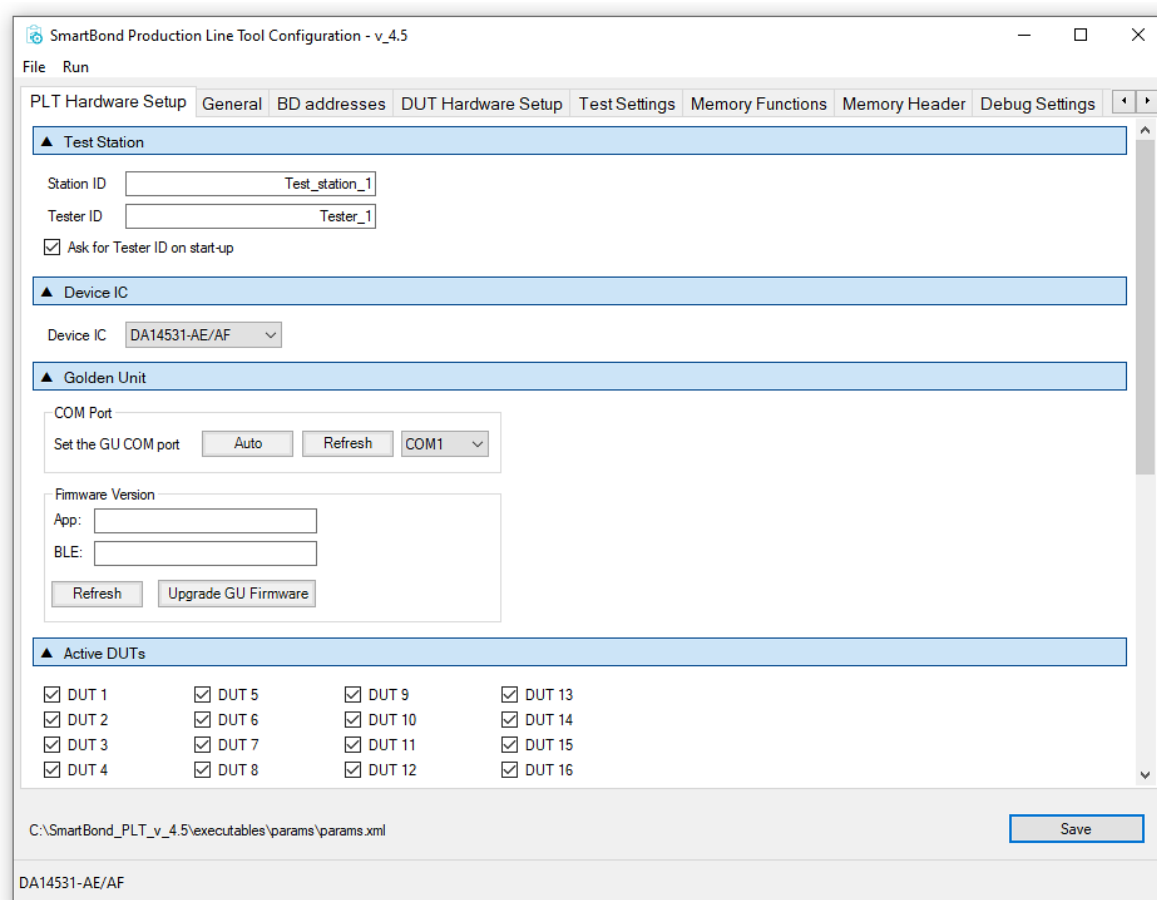 SmartBond Production Line Tool Configuration - v_4.5
File Run
PLT Hardware Setup General BD addresses DUT Hardware Setup Test Settings Memory Functions Memory Header Debug Settings
Test Station
Station ID Test_station_1
Tester ID Tester_1
Ask for Tester ID on start-up
Device IC
Device IC DA14531-AE/AF
Golden Unit
COM Port
Set the GU COM port Auto Refresh COM1
Firmware Version
App:
BLE:
Refresh Upgrade GU Firmware
Active DUTs
DUT 1 DUT 5 DUT 9 DUT 13
DUT 2 DUT 6 DUT 10 DUT 14
DUT 3 DUT 7 DUT 11 DUT 15
DUT 4 DUT 8 DUT 12 DUT 16
C:\SmartBond_PLT_v_4.5\executables\params\params.xml Save
DA14531-AE/AF